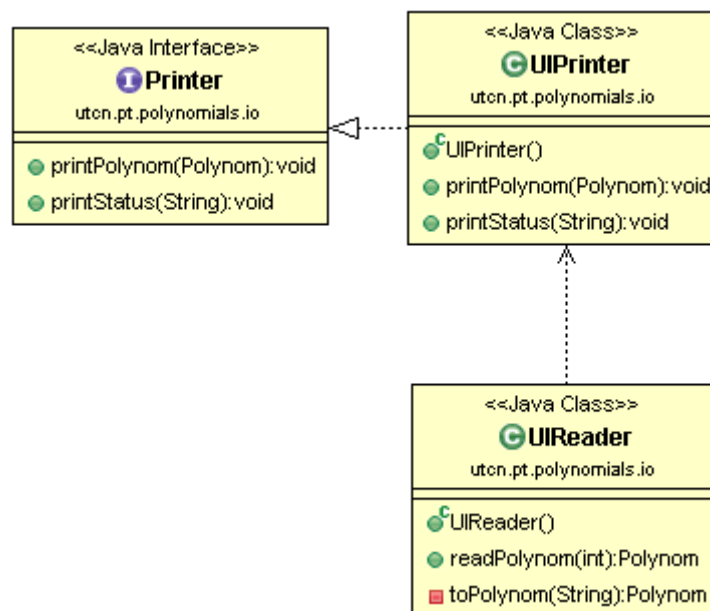 <<Java Interface>>
Printer
utcn.pt.polynomials.io
printPolynom(Polynom):void
printStatus(String):void
<<Java Class>>
UIPrinter
utcn.pt.polynomials.io
UIPrinter()
printPolynom(Polynom):void
printStatus(String):void
<<Java Class>>
UIReader
utcn.pt.polynomials.io
UIReader()
readPolynom(int):Polynom
toPolynom(String):Polynom